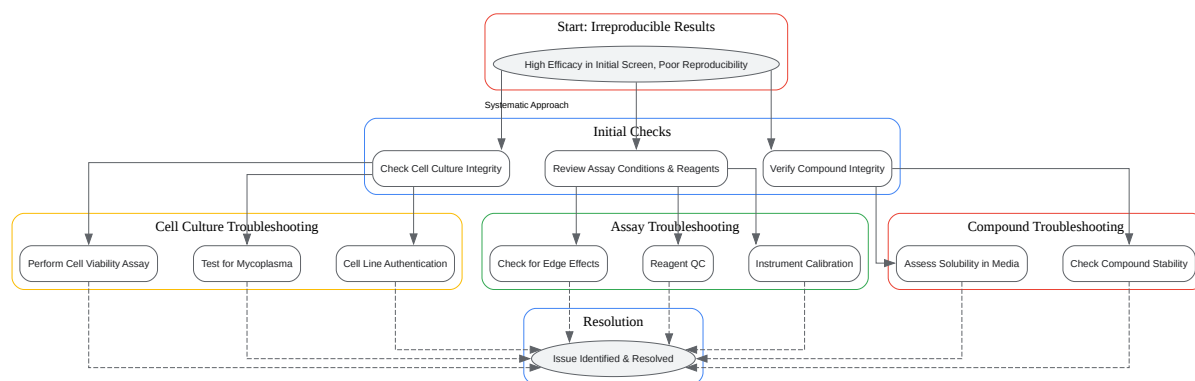 Start: Irreproducible Results
High Efficacy in Initial Screen, Poor Reproducibility
Systematic Approach
Initial Checks
Check Cell Culture Integrity
Review Assay Conditions & Reagents
Verify Compound Integrity
Cell Culture Troubleshooting
Assay Troubleshooting
Compound Troubleshooting
Perform Cell Viability Assay
Test for Mycoplasma
Cell Line Authentication
Check for Edge Effects
Reagent QC
Instrument Calibration
Assess Solubility in Media
Check Compound Stability
Resolution
Issue Identified & Resolved